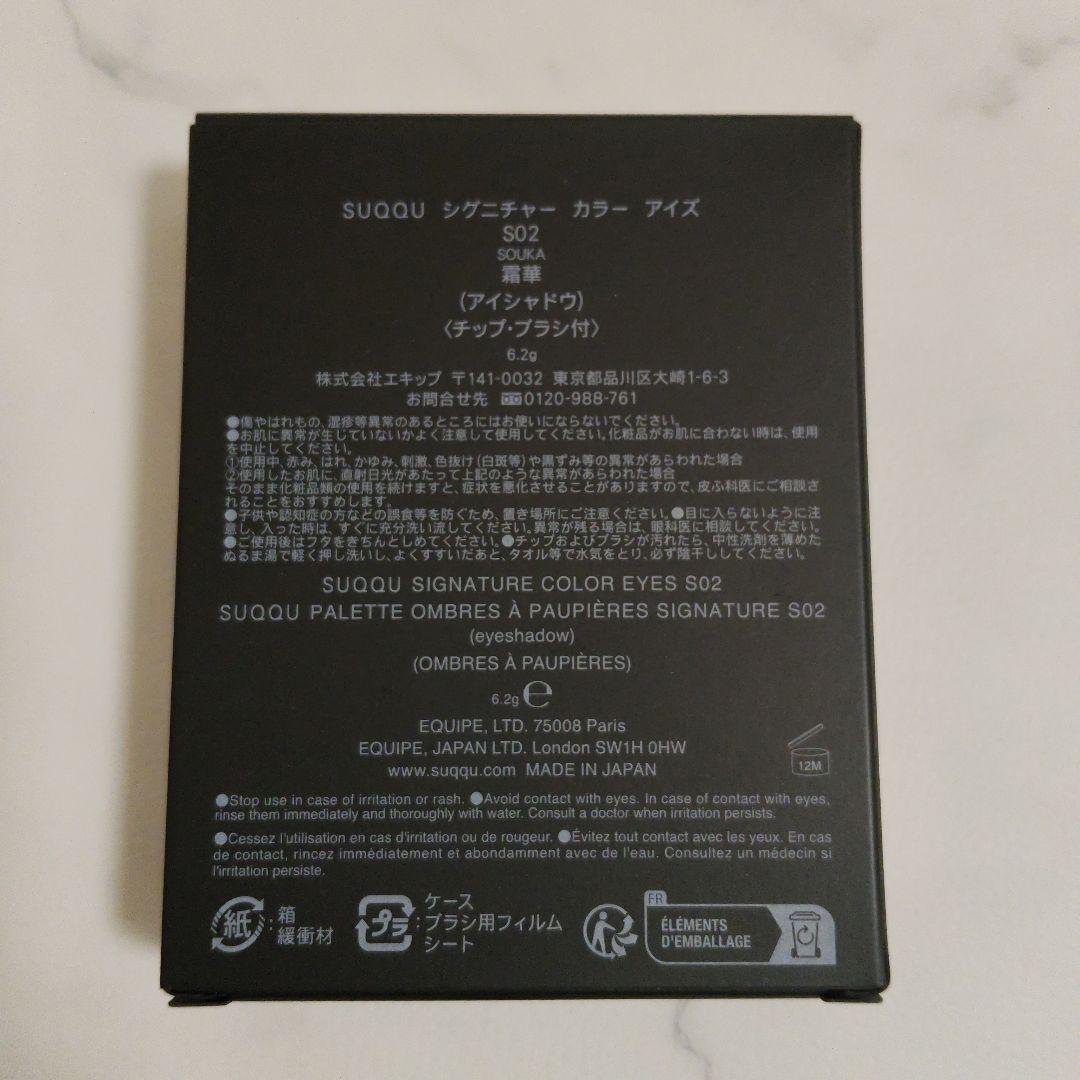 SUQQU シグニチャー カラー アイズ
S02
SOUKA
霜華
(アイシャドウ)
〈チップ・ブラシ付〉
6.2g
株式会社エキップ 〒141-0032 東京都品川区大崎1-6-3
お問合せ先 0120-988-761
●傷やはれもの、湿疹等異常のあるところにはお使いにならないでください。
●お肌に異常が生じていないかよく注意して使用してください。化粧品がお肌に合わない時は、使用
を中止してください。
①使用中、赤み、はれ、かゆみ、刺激、色抜け(白斑等)や黒ずみ等の異常があらわれた場合
②使用したお肌に、直射日光があたって上記のような異常があらわれた場合
そのまま化粧品類の使用を続けますと、症状を悪化させることがありますので、皮ふ科医にご相談さ
れることをおすすめします。
●子供や認知症の方などの誤食等を防ぐため、置き場所にご注意ください。●目に入らないように注
意し、入った時は、すぐに充分洗い流してください。異常が残る場合は、眼科医に相談してください。
●ご使用後はフタをきちんとしめてください。●チップおよびブラシが汚れたら、中性洗剤を薄めた
ぬるま湯で軽く押し洗いし、よくすすいだあと、タオル等で水気をとり、必ず陰干ししてください。
SUQQU SIGNATURE COLOR EYES S02
SUQQU PALETTE OMBRES À PAUPIÈRES SIGNATURE S02
(eyeshadow)
(OMBRES À PAUPIÈRES)
6.2g ℮
EQUIPE, LTD. 75008 Paris
EQUIPE, JAPAN LTD. London SW1H 0HW
www.suqqu.com MADE IN JAPAN
12M
●Stop use in case of irritation or rash. ●Avoid contact with eyes. In case of contact with eyes,
rinse them immediately and thoroughly with water. Consult a doctor when irritation persists.
●Cessez l'utilisation en cas d'irritation ou de rougeur. ●Évitez tout contact avec les yeux. En cas
de contact, rincez immédiatement et abondamment avec de l'eau. Consultez un médecin si
l'irritation persiste.
紙:箱
緩衝材
プラ:ケース
ブラシ用フィルム
シート
FR
ÉLÉMENTS
D'EMBALLAGE